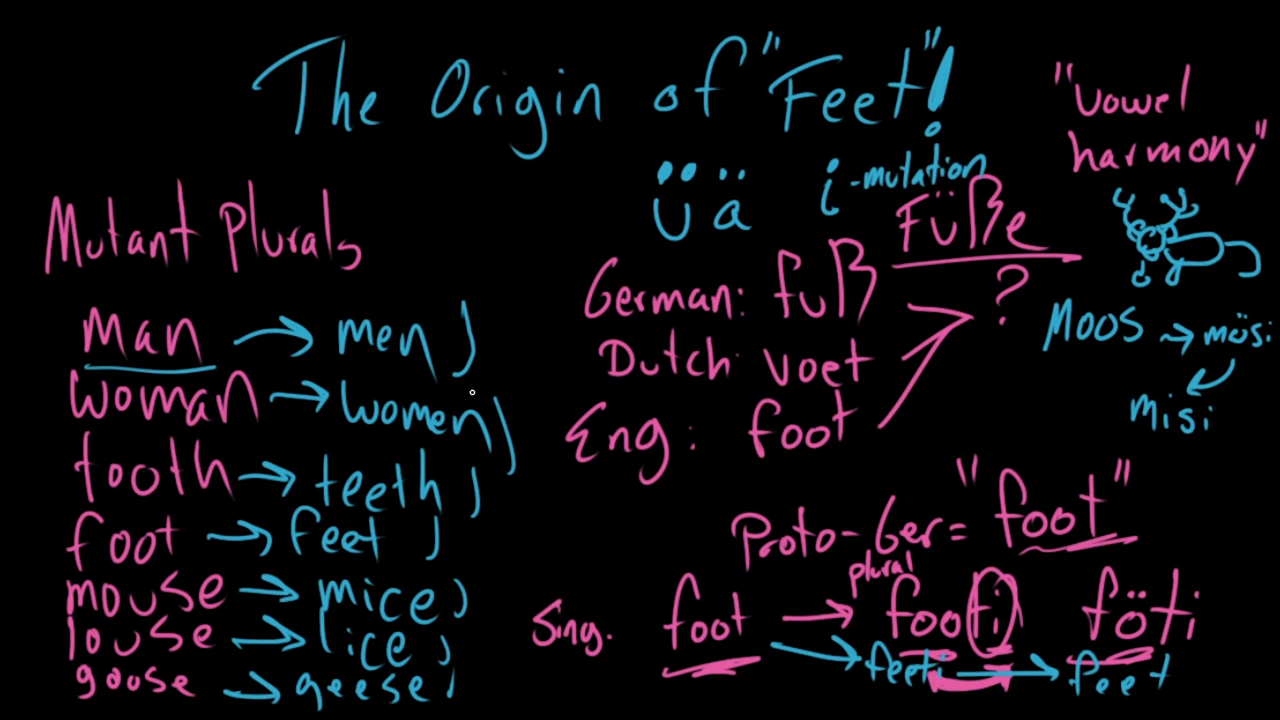 The Origin of "Feet"!
"vowel
harmony"
ü ä i-mutation
Mutant Plurals
Man → men
woman → women
tooth → teeth
foot → feet
mouse → mice
louse → lice
goose → geese
Füße
?
German: fuß
Dutch: voet
Eng: foot
Moos → mösi
misi
Proto-Ger = "foot"
plural
Sing. foot → footi föti
feeti → feet